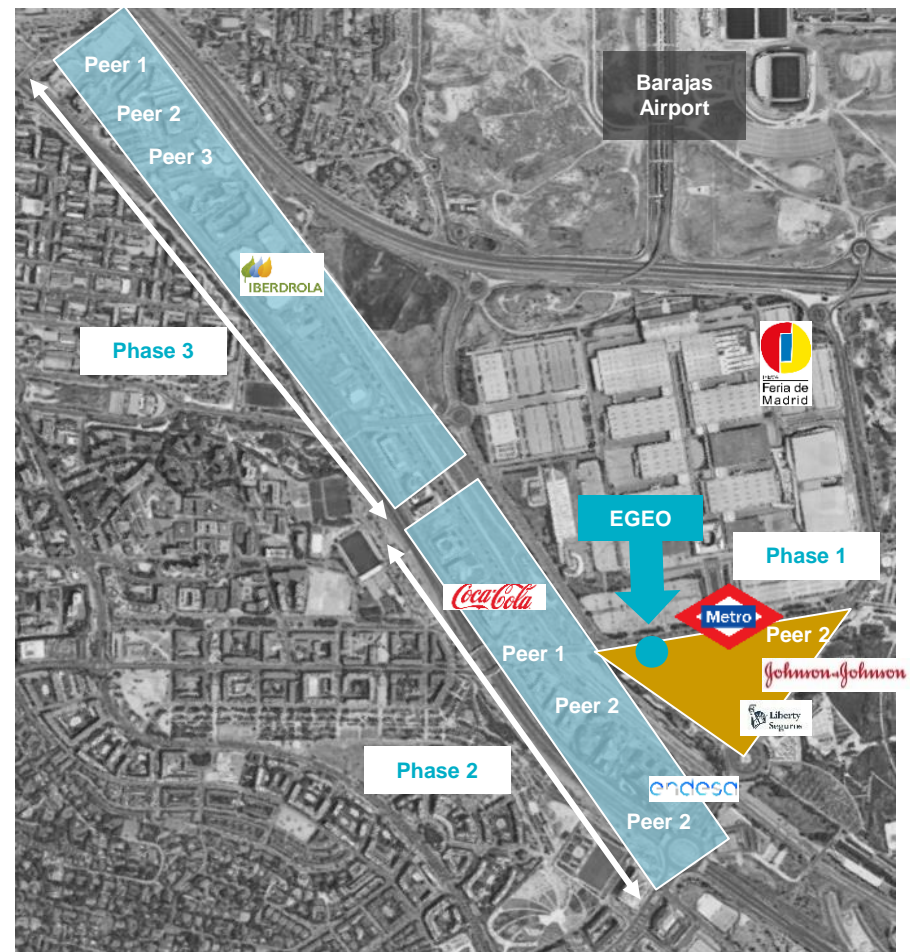 Peer 1
Peer 2
Peer 3
Barajas
Airport
IBERDROLA
Phase 3
Feria de
Madrid
EGEO
Phase 1
Coca-Cola
Metro
Peer 2
Peer 1
Johnson & Johnson
Peer 2
Liberty
Seguros
Phase 2
endesa
Peer 2